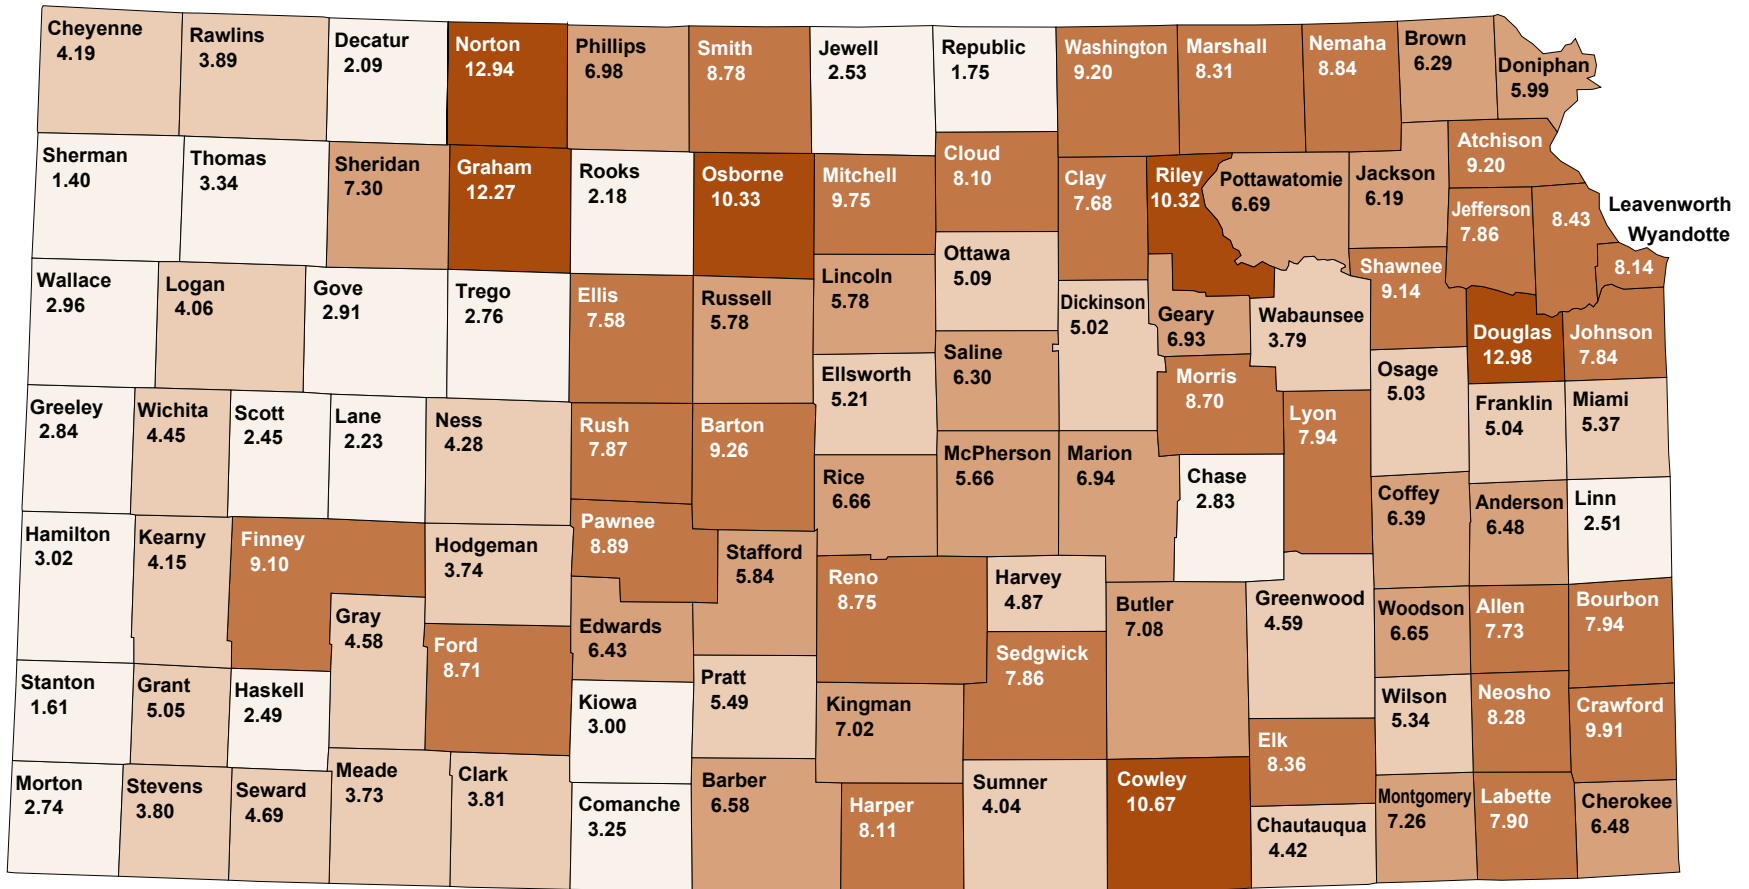 Cheyenne
4.19
Rawlins
3.89
Decatur
2.09
Norton
12.94
Phillips
6.98
Smith
8.78
Jewell
2.53
Republic
1.75
Washington
9.20
Marshall
8.31
Nemaha
8.84
Brown
6.29
Doniphan
5.99
Sherman
1.40
Thomas
3.34
Sheridan
7.30
Graham
12.27
Rooks
2.18
Osborne
10.33
Mitchell
9.75
Cloud
8.10
Clay
7.68
Riley
10.32
Pottawatomie
6.69
Jackson
6.19
Atchison
9.20
Jefferson
7.86
8.43
Leavenworth
Wyandotte
8.14
Wallace
2.96
Logan
4.06
Gove
2.91
Trego
2.76
Ellis
7.58
Russell
5.78
Lincoln
5.78
Ottawa
5.09
Dickinson
5.02
Geary
6.93
Wabaunsee
3.79
Shawnee
9.14
Douglas
12.98
Johnson
7.84
Saline
6.30
Ellsworth
5.21
Morris
8.70
Osage
5.03
Franklin
5.04
Miami
5.37
Greeley
2.84
Wichita
4.45
Scott
2.45
Lane
2.23
Ness
4.28
Rush
7.87
Barton
9.26
Rice
6.66
McPherson
5.66
Marion
6.94
Chase
2.83
Lyon
7.94
Coffey
6.39
Anderson
6.48
Linn
2.51
Hamilton
3.02
Kearny
4.15
Finney
9.10
Hodgeman
3.74
Pawnee
8.89
Stafford
5.84
Reno
8.75
Harvey
4.87
Butler
7.08
Greenwood
4.59
Woodson
6.65
Allen
7.73
Bourbon
7.94
Gray
4.58
Ford
8.71
Edwards
6.43
Sedgwick
7.86
Stanton
1.61
Grant
5.05
Haskell
2.49
Kiowa
3.00
Pratt
5.49
Kingman
7.02
Elk
8.36
Wilson
5.34
Neosho
8.28
Crawford
9.91
Morton
2.74
Stevens
3.80
Seward
4.69
Meade
3.73
Clark
3.81
Comanche
3.25
Barber
6.58
Harper
8.11
Sumner
4.04
Cowley
10.67
Chautauqua
4.42
Montgomery
7.26
Labette
7.90
Cherokee
6.48